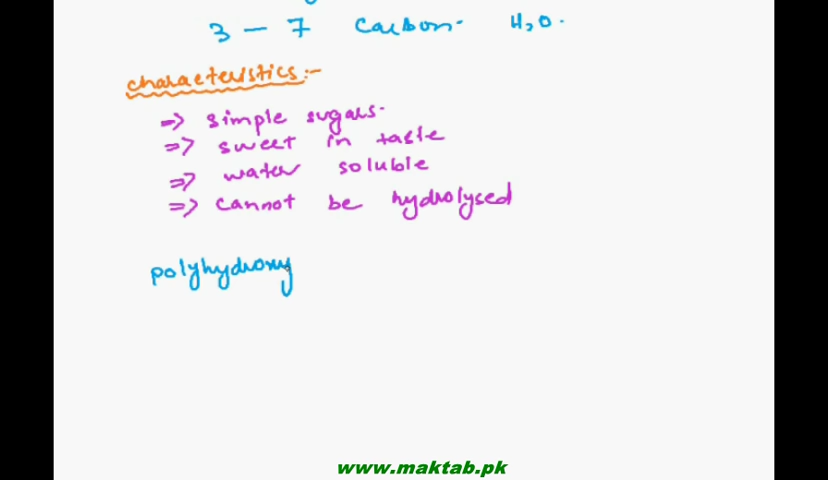 3 – 7 Carbon. H2O.
characteristics:-
⇒ simple sugars.
⇒ sweet in taste
⇒ water soluble
⇒ cannot be hydrolysed
polyhydroxy
www.maktab.pk